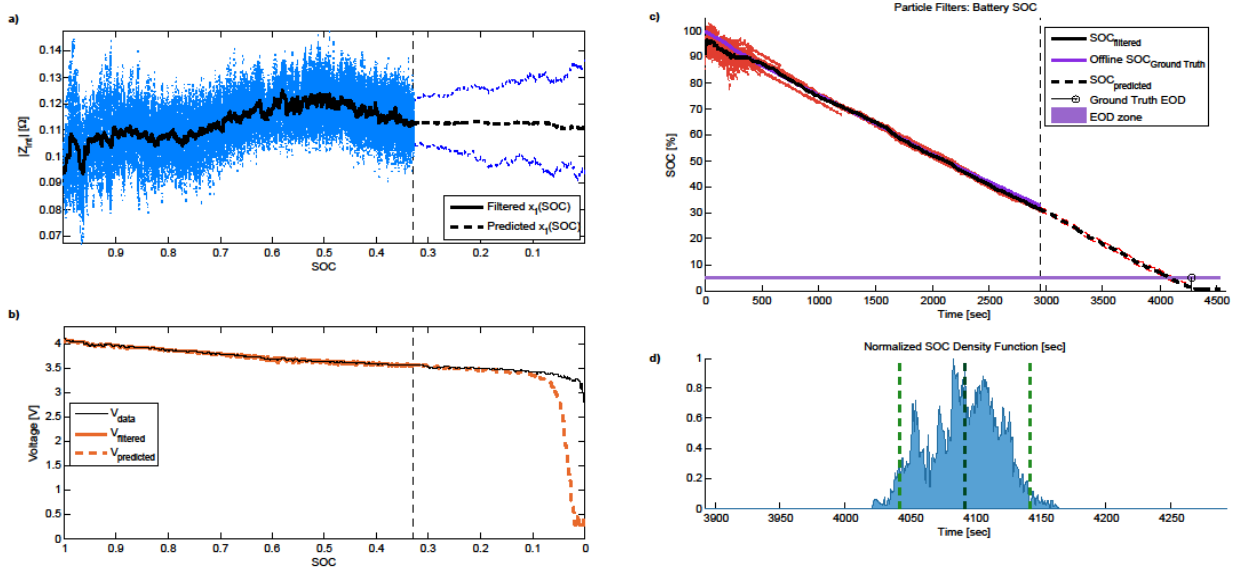 a)
0.14
0.13
0.12
0.11
0.1
0.09
0.08
0.07
|Z_int| [Ω]
0.9 0.8 0.7 0.6 0.5 0.4 0.3 0.2 0.1
SOC
Filtered x_1(SOC)
Predicted x_1(SOC)
b)
4
3.5
3
2.5
2
1.5
1
0.5
0
Voltage [V]
1 0.9 0.8 0.7 0.6 0.5 0.4 0.3 0.2 0.1 0
SOC
V_data
V_filtered
V_predicted
c)
Particle Filters: Battery SOC
100
90
80
70
60
50
40
30
20
10
0
SOC [%]
0 500 1000 1500 2000 2500 3000 3500 4000 4500
Time [sec]
SOC_filtered
Offline SOC_Ground Truth
SOC_predicted
Ground Truth EOD
EOD zone
d)
Normalized SOC Density Function [sec]
1
0.8
0.6
0.4
0.2
0
3900 3950 4000 4050 4100 4150 4200 4250
Time [sec]